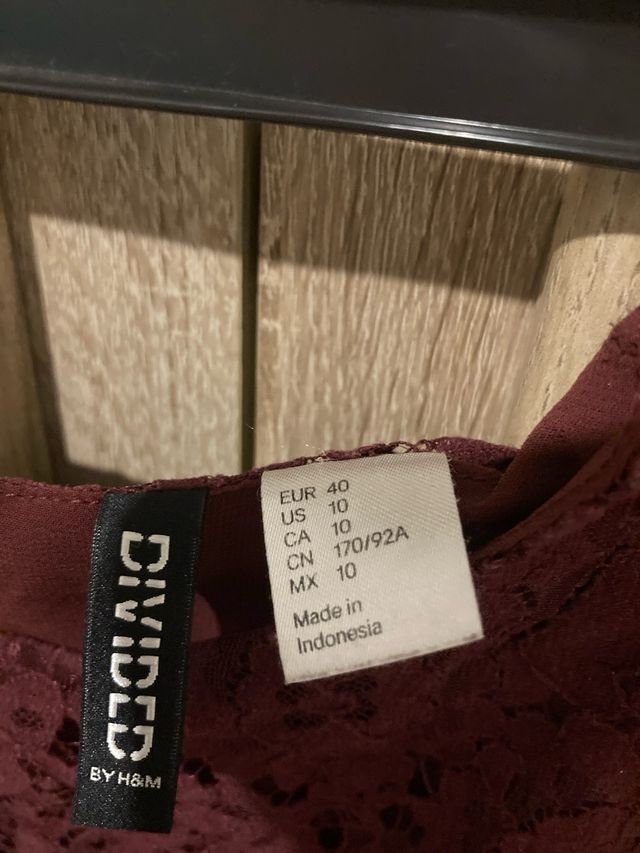 DIVIDED
BY H&M
EUR 40
US 10
CA 10
CN 170/92A
MX 10
Made in
Indonesia